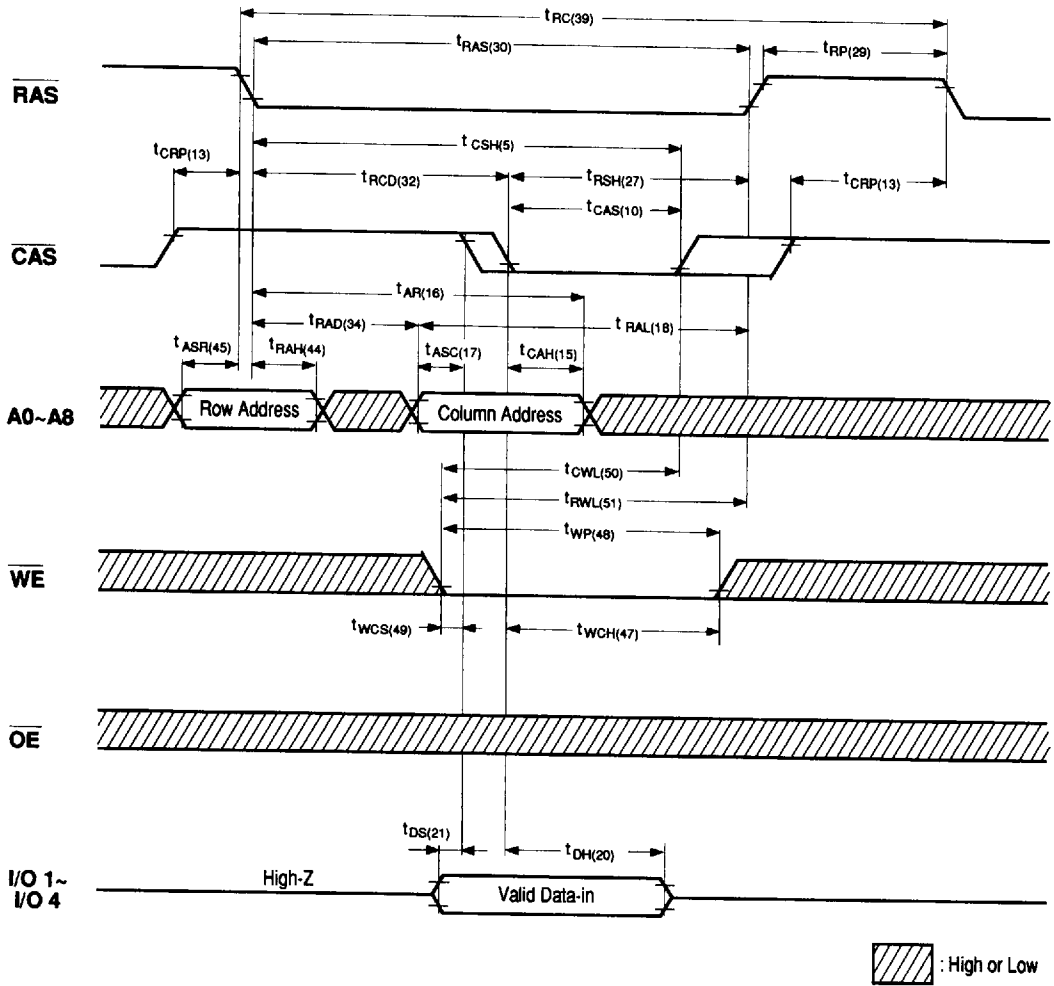 tRC(39)
tRAS(30)
tRP(29)
RAS
tCSH(5)
tCRP(13)
tRCD(32)
tRSH(27)
tCRP(13)
tCAS(10)
CAS
tAR(16)
tRAD(34)
tRAL(18)
tASR(45)
tRAH(44)
tASC(17)
tCAH(15)
A0~A8
Row Address
Column Address
tCWL(50)
tRWL(51)
tWP(48)
WE
tWCS(49)
tWCH(47)
OE
tDS(21)
tDH(20)
I/O 1~
I/O 4
High-Z
Valid Data-in
: High or Low